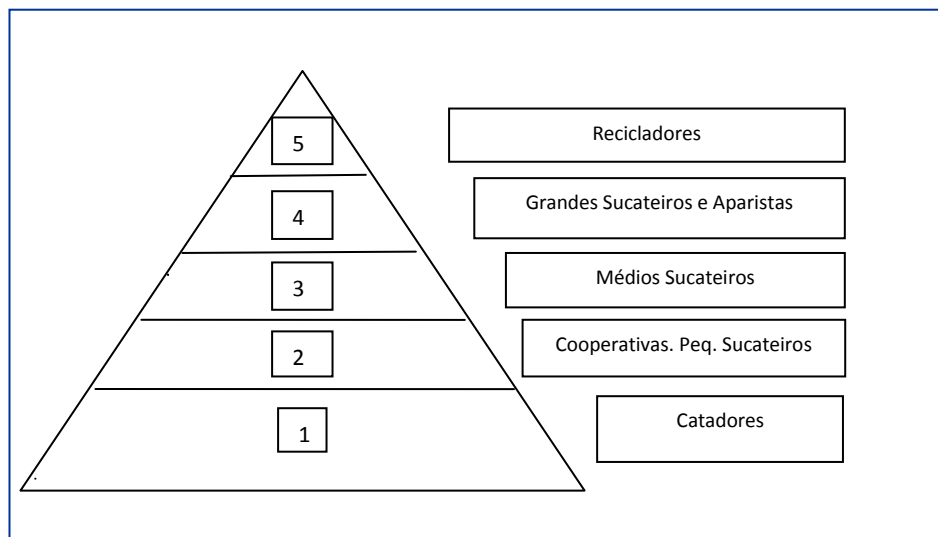 5
Recicladores
4
Grandes Sucateiros e Aparistas
3
Médios Sucateiros
2
Cooperativas. Peq. Sucateiros
1
Catadores